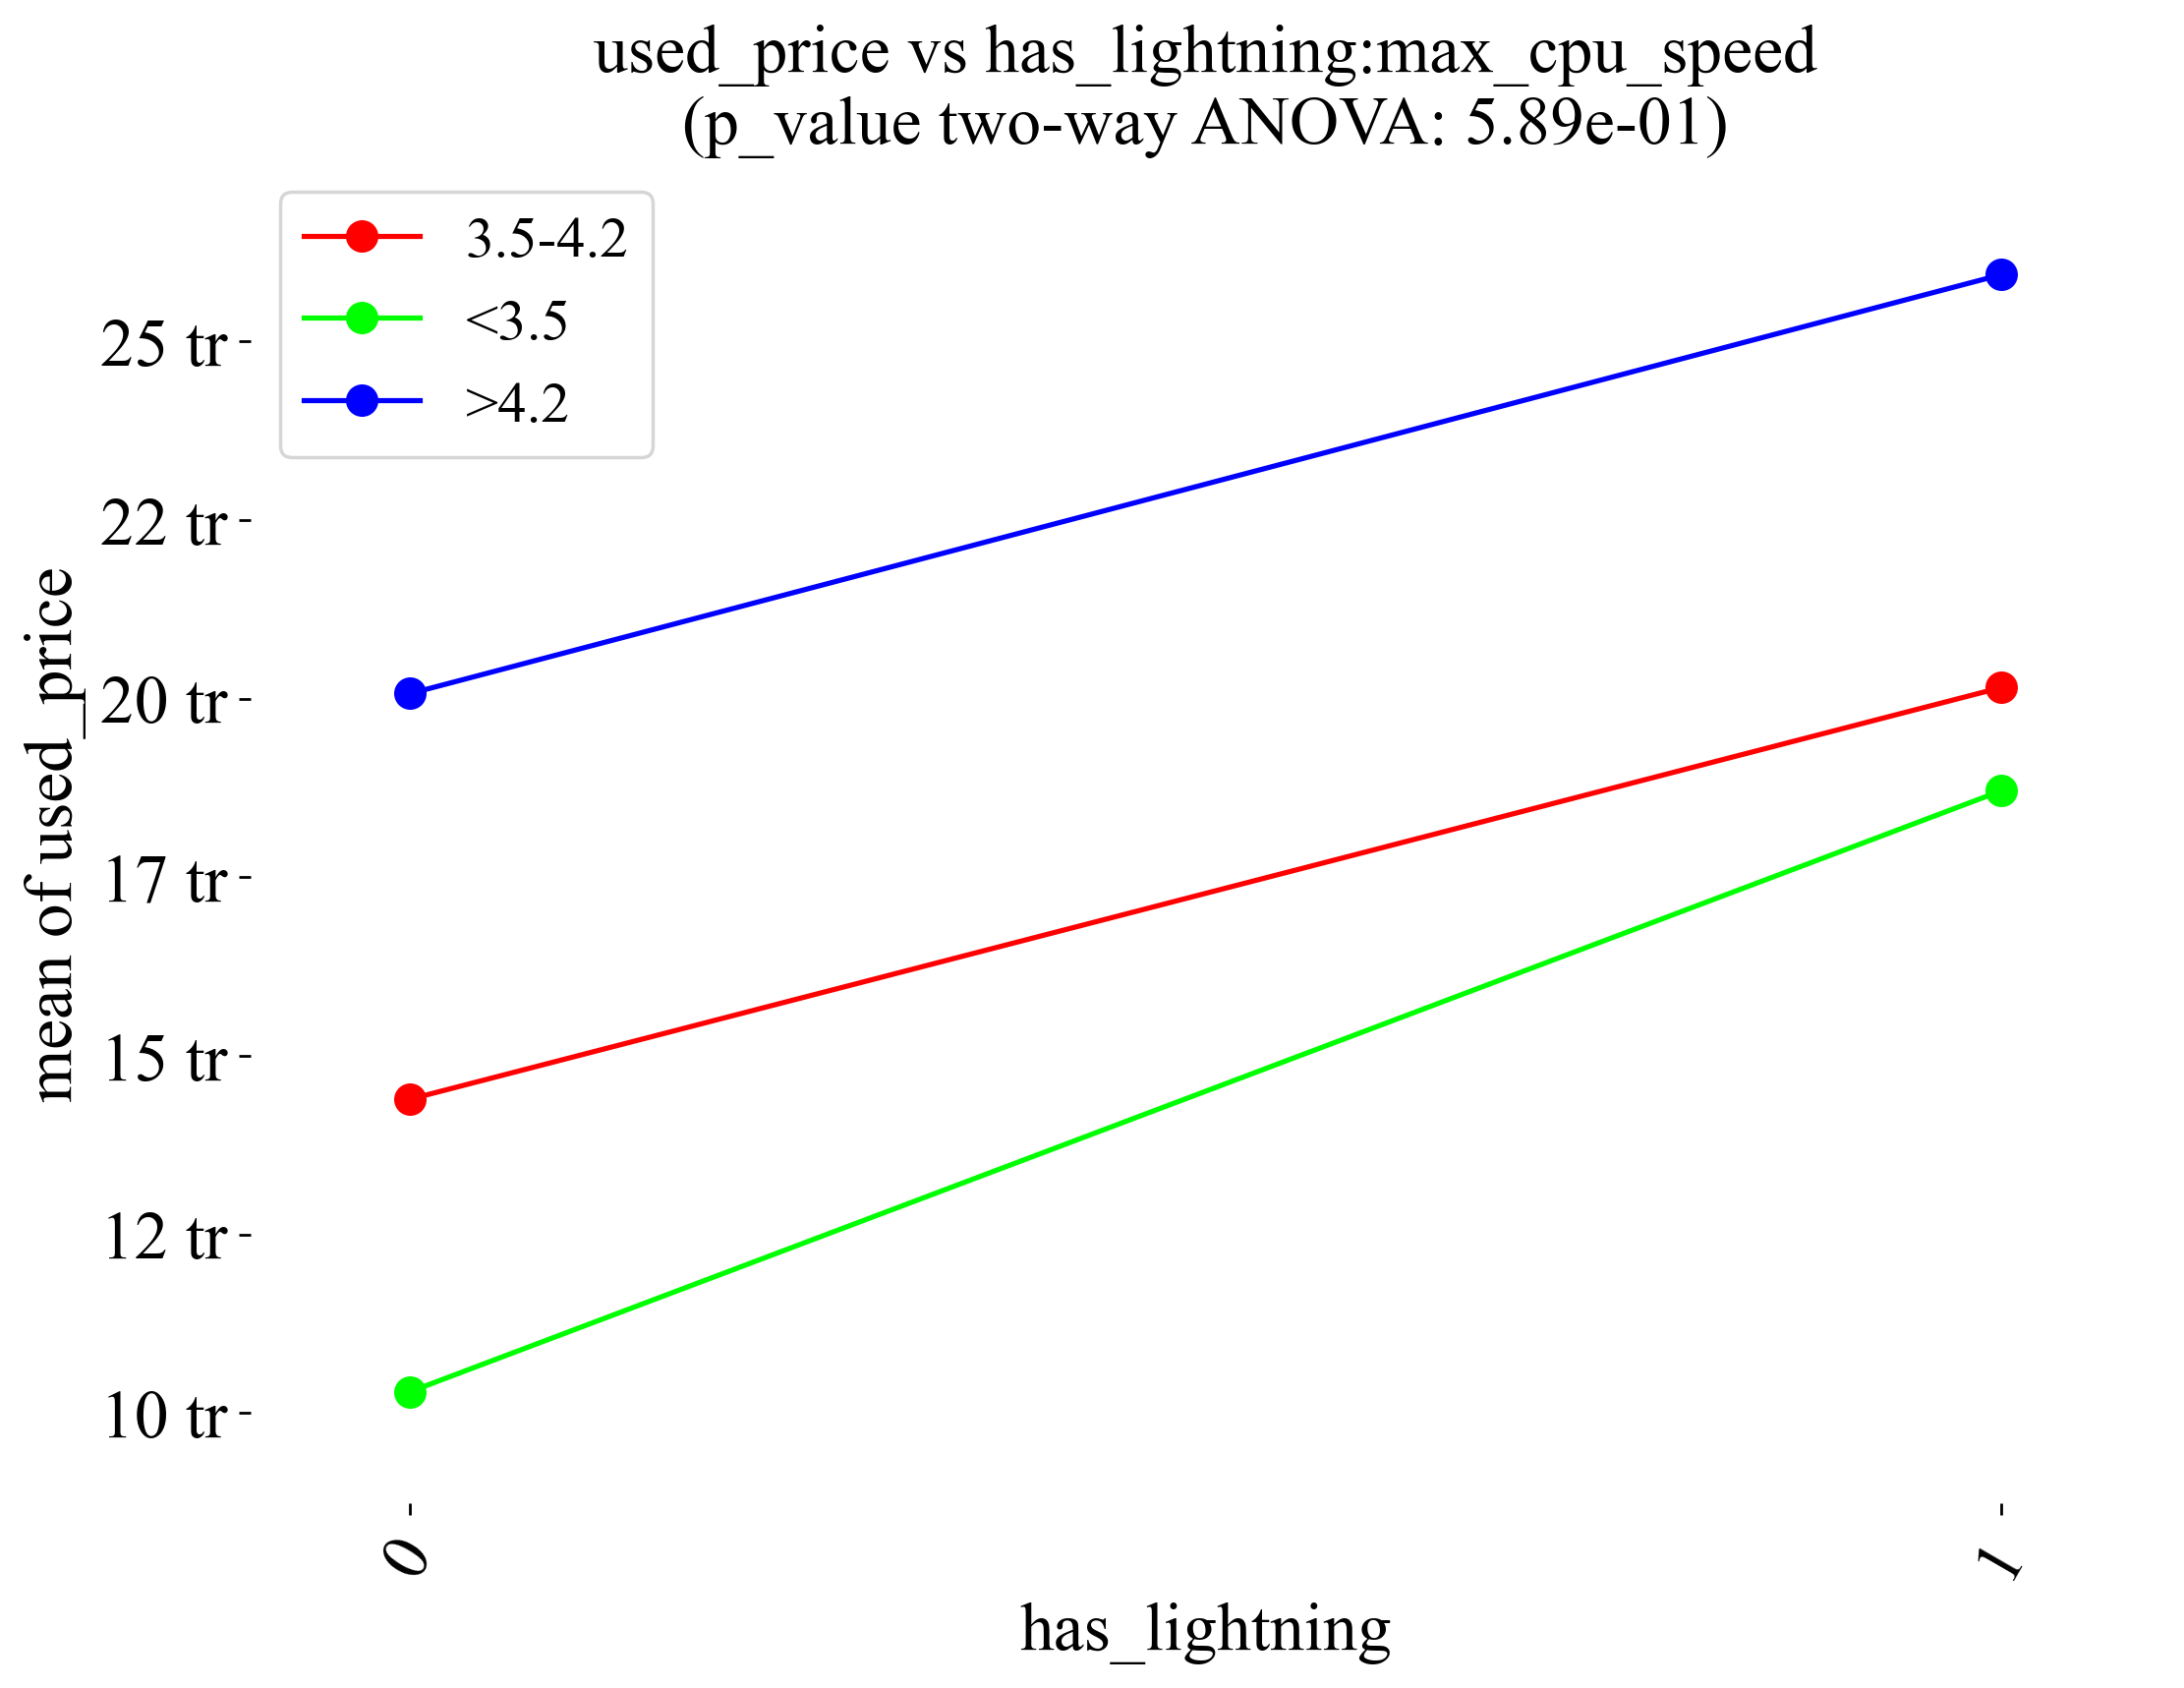 used_price vs has_lightning:max_cpu_speed
(p_value two-way ANOVA: 5.89e-01)
3.5-4.2
<3.5
>4.2
25 tr
22 tr
20 tr
17 tr
15 tr
12 tr
10 tr
mean of used_price
0
1
has_lightning